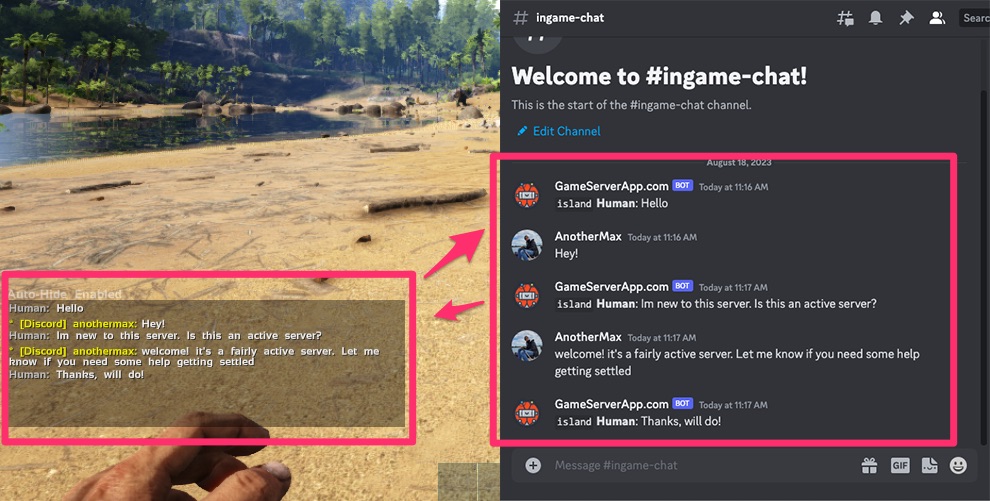 Auto-Hide Enabled
Human: Hello
* [Discord] anothermax: Hey!
Human: Im new to this server. Is this an active server?
* [Discord] anothermax: welcome! it's a fairly active server. Let me
know if you need some help getting settled
Human: Thanks, will do!
# ingame-chat
Searc
Welcome to #ingame-chat!
This is the start of the #ingame-chat channel.
Edit Channel
August 18, 2023
GameServerApp.com BOT Today at 11:16 AM
island Human: Hello
AnotherMax Today at 11:16 AM
Hey!
GameServerApp.com BOT Today at 11:17 AM
island Human: Im new to this server. Is this an active server?
AnotherMax Today at 11:17 AM
welcome! it's a fairly active server. Let me know if you need some help
getting settled
GameServerApp.com BOT Today at 11:17 AM
island Human: Thanks, will do!
Message #ingame-chat
GIF